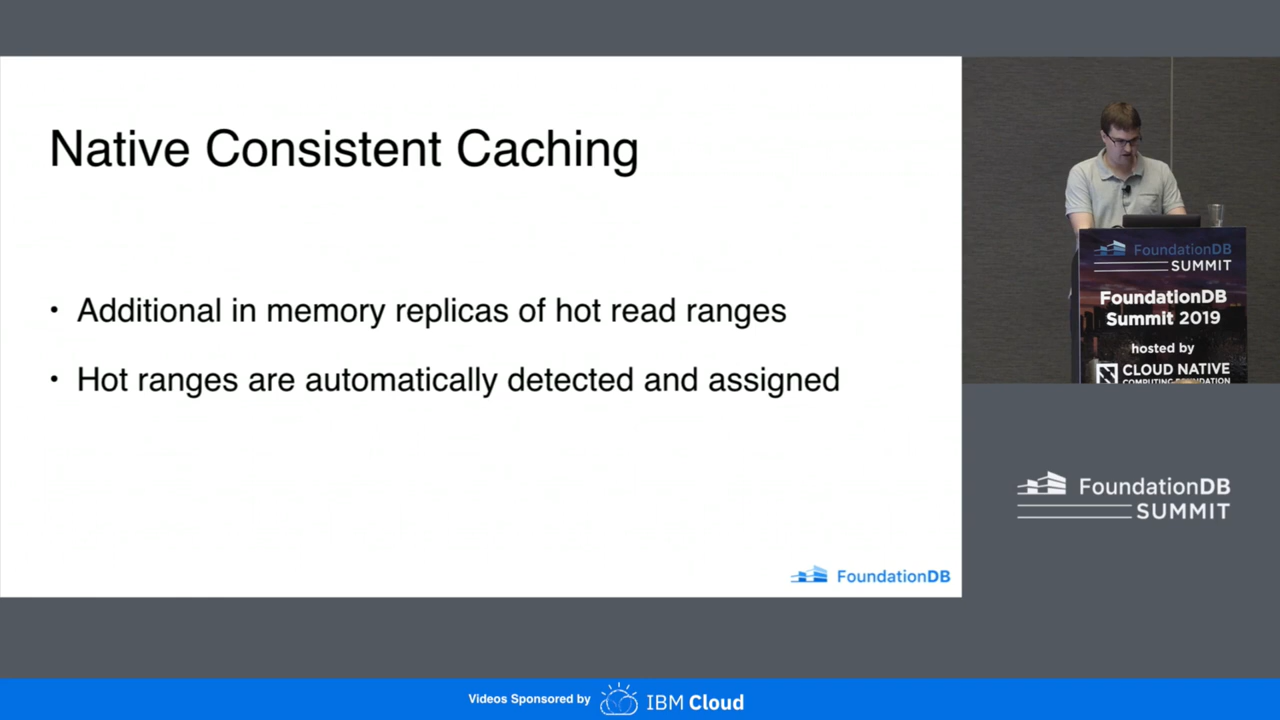 Native Consistent Caching
• Additional in memory replicas of hot read ranges
• Hot ranges are automatically detected and assigned
FoundationDB
FoundationDB
SUMMIT
FoundationDB
Summit 2019
hosted by
CLOUD NATIVE
COMPUTING FOUNDATION
FoundationDB
SUMMIT
Videos Sponsored by IBM Cloud